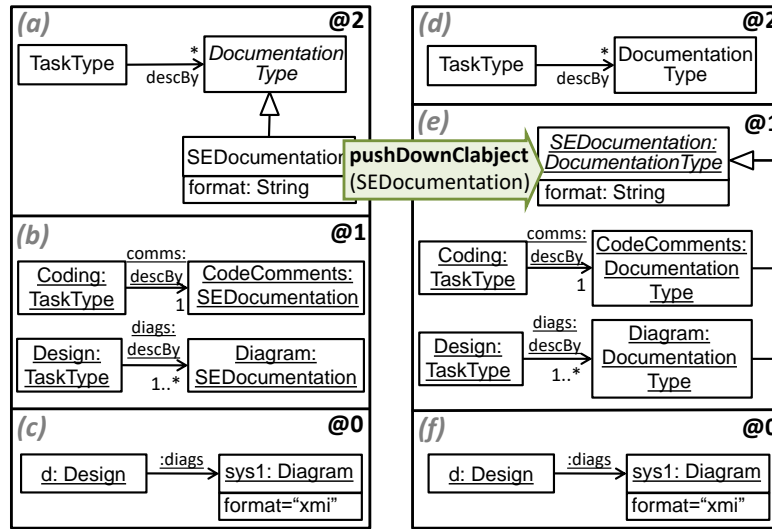 (a)
@2
TaskType
*
descBy
Documentation
Type
SEDocumentation
format: String
pushDownClabject
(SEDocumentation)
(b)
@1
Coding:
TaskType
comms:
descBy
1
CodeComments:
SEDocumentation
Design:
TaskType
diags:
descBy
1..*
Diagram:
SEDocumentation
(c)
@0
d: Design
:diags
sys1: Diagram
format=“xmi”
(d)
@2
TaskType
*
descBy
Documentation
Type
(e)
@1
SEDocumentation:
DocumentationType
format: String
Coding:
TaskType
comms:
descBy
1
CodeComments:
Documentation
Type
Design:
TaskType
diags:
descBy
1..*
Diagram:
Documentation
Type
(f)
@0
d: Design
:diags
sys1: Diagram
format=“xmi”